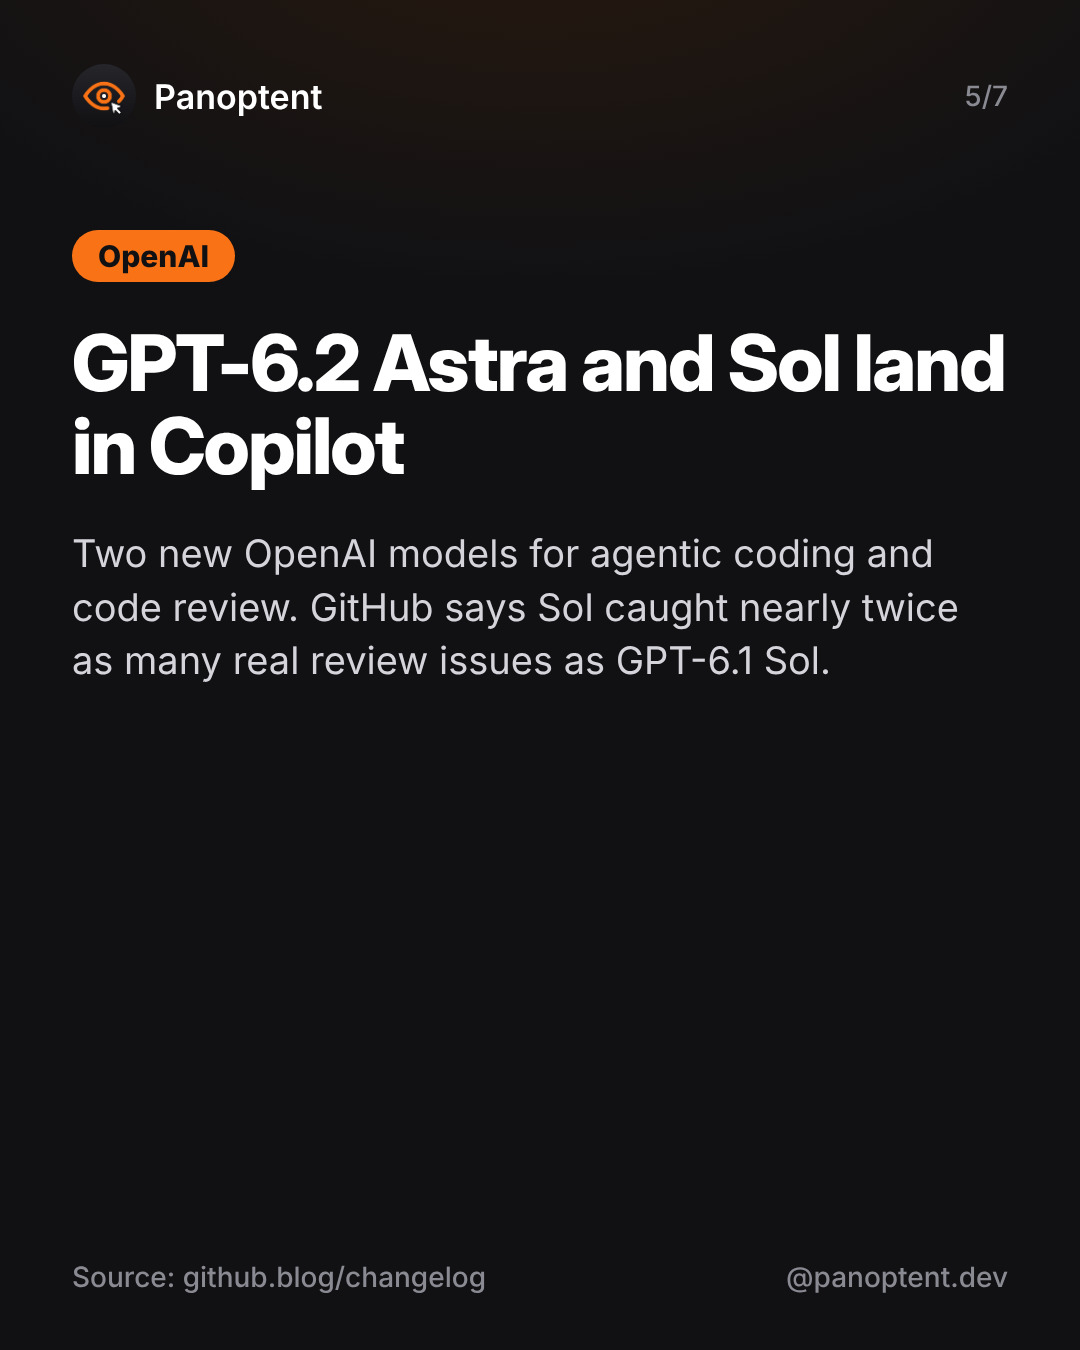 Panoptent
5/7
OpenAI
GPT-6.2 Astra and Sol land
in Copilot
Two new OpenAI models for agentic coding and
code review. GitHub says Sol caught nearly twice
as many real review issues as GPT-6.1 Sol.
Source: github.blog/changelog
@panoptent.dev